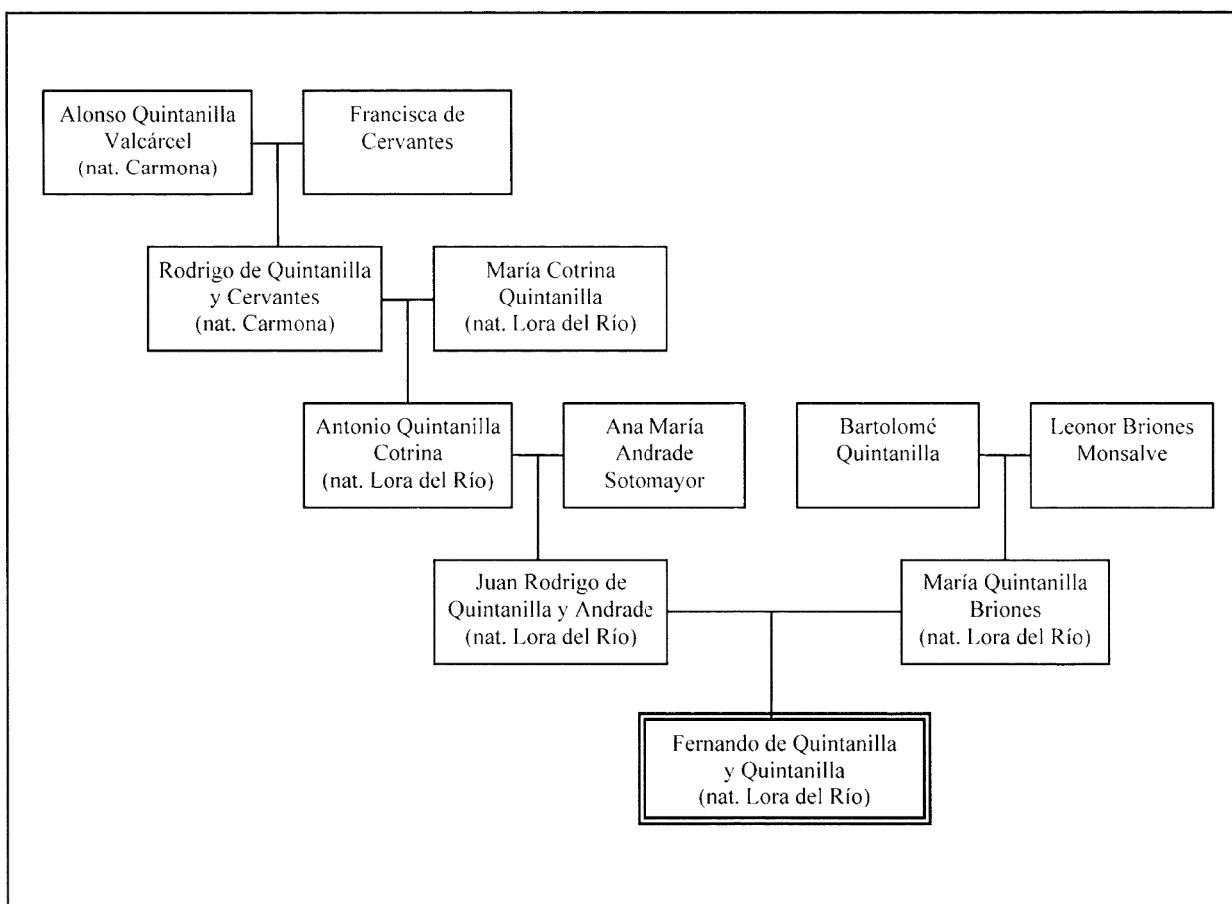 Alonso Quintanilla
Valcárcel
(nat. Carmona)
Francisca de
Cervantes
Rodrigo de Quintanilla
y Cervantes
(nat. Carmona)
María Cotrina
Quintanilla
(nat. Lora del Río)
Antonio Quintanilla
Cotrina
(nat. Lora del Río)
Ana María
Andrade
Sotomayor
Bartolomé
Quintanilla
Leonor Briones
Monsalve
Juan Rodrigo de
Quintanilla y Andrade
(nat. Lora del Río)
María Quintanilla
Briones
(nat. Lora del Río)
Fernando de Quintanilla
y Quintanilla
(nat. Lora del Río)